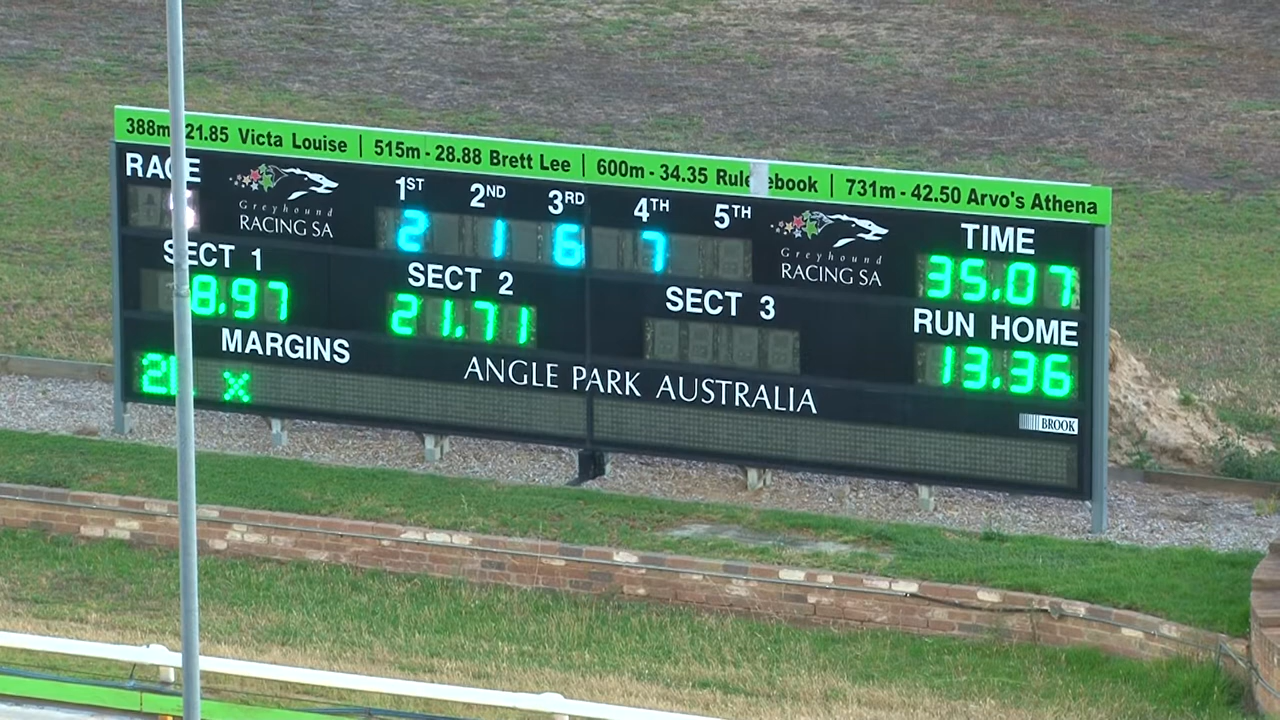 388m 21.85 Victa Louise | 515m - 28.88 Brett Lee | 600m - 34.35 | 731m - 42.50 Arvo's Athena
RACE
Greyhound
RACING SA
1ST 2ND 3RD 4TH 5TH
2 1 6 7
Greyhound
RACING SA
TIME
35.07
SECT 1
8.97
SECT 2
21.71
SECT 3
RUN HOME
13.36
MARGINS
ANGLE PARK AUSTRALIA
BROOK